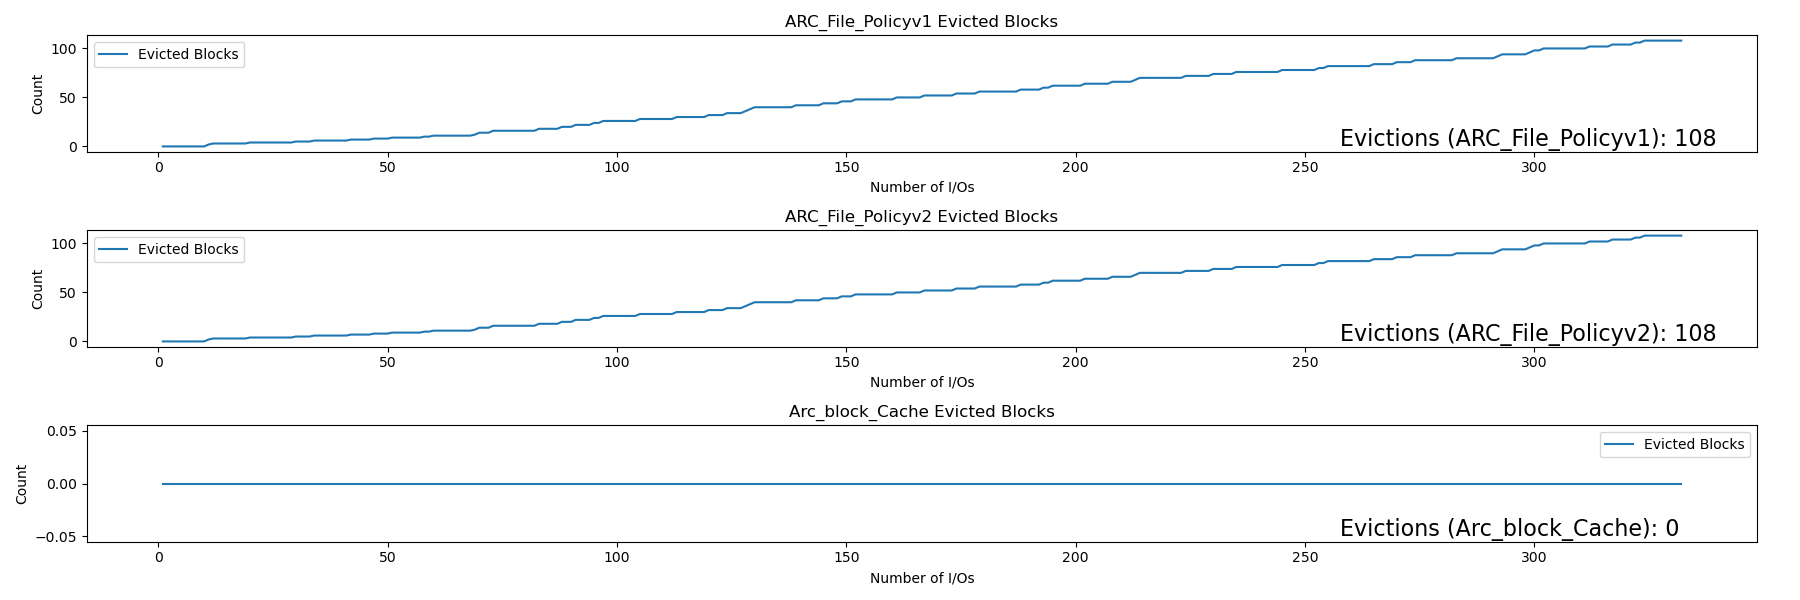 ARC_File_Policyv1 Evicted Blocks
Evicted Blocks
Count
100
50
0
Evictions (ARC_File_Policyv1): 108
0 50 100 150 200 250 300
Number of I/Os
ARC_File_Policyv2 Evicted Blocks
Evicted Blocks
Count
100
50
0
Evictions (ARC_File_Policyv2): 108
0 50 100 150 200 250 300
Number of I/Os
Arc_block_Cache Evicted Blocks
Evicted Blocks
Count
0.05
0.00
−0.05
Evictions (Arc_block_Cache): 0
0 50 100 150 200 250 300
Number of I/Os